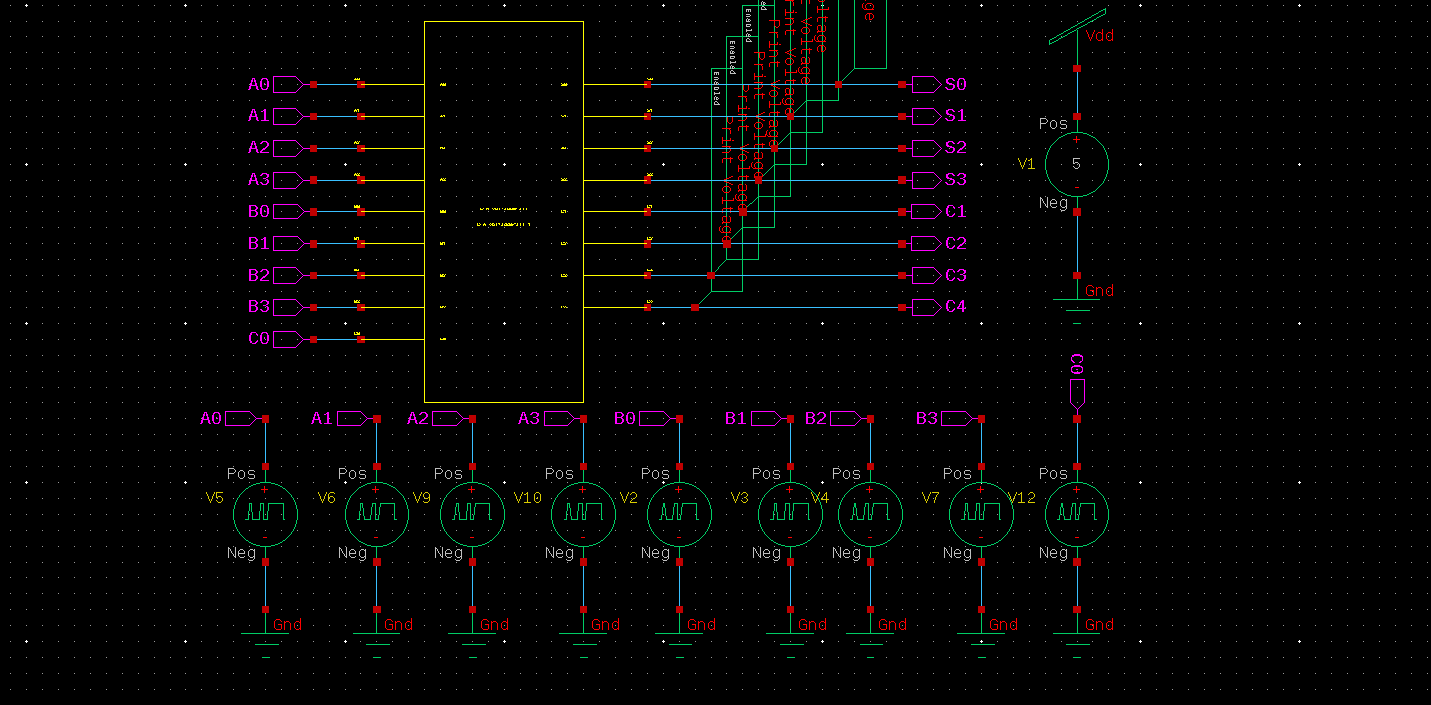 Enabled
Enabled
Enabled
Print Voltage
Print Voltage
Print Voltage
Print Voltage
Print Voltage
Voltage
Vdd
A0
S0
A1
S1
Pos
A2
S2
V1
5
A3
S3
Neg
B0
C1
B1
C2
B2
C3
Gnd
B3
C4
C0
C0
A0
A1
A2
A3
B0
B1
B2
B3
Pos
Pos
Pos
Pos
Pos
Pos
Pos
Pos
Pos
V5
V6
V9
V10
V2
V3
V4
V7
V12
Neg
Neg
Neg
Neg
Neg
Neg
Neg
Neg
Neg
Gnd
Gnd
Gnd
Gnd
Gnd
Gnd
Gnd
Gnd
Gnd